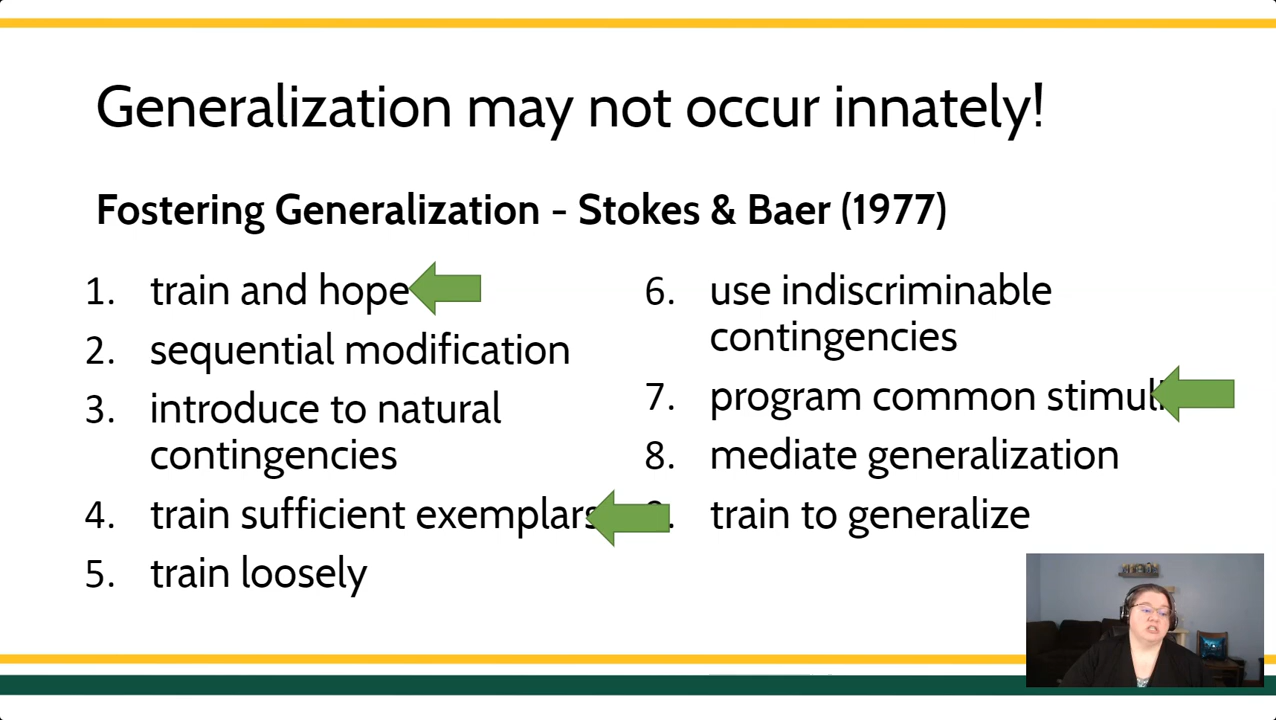 Generalization may not occur innately!
Fostering Generalization - Stokes & Baer (1977)
1. train and hope
2. sequential modification
3. introduce to natural
contingencies
4. train sufficient exemplars
5. train loosely
6. use indiscriminable
contingencies
7. program common stimuli
8. mediate generalization
9. train to generalize